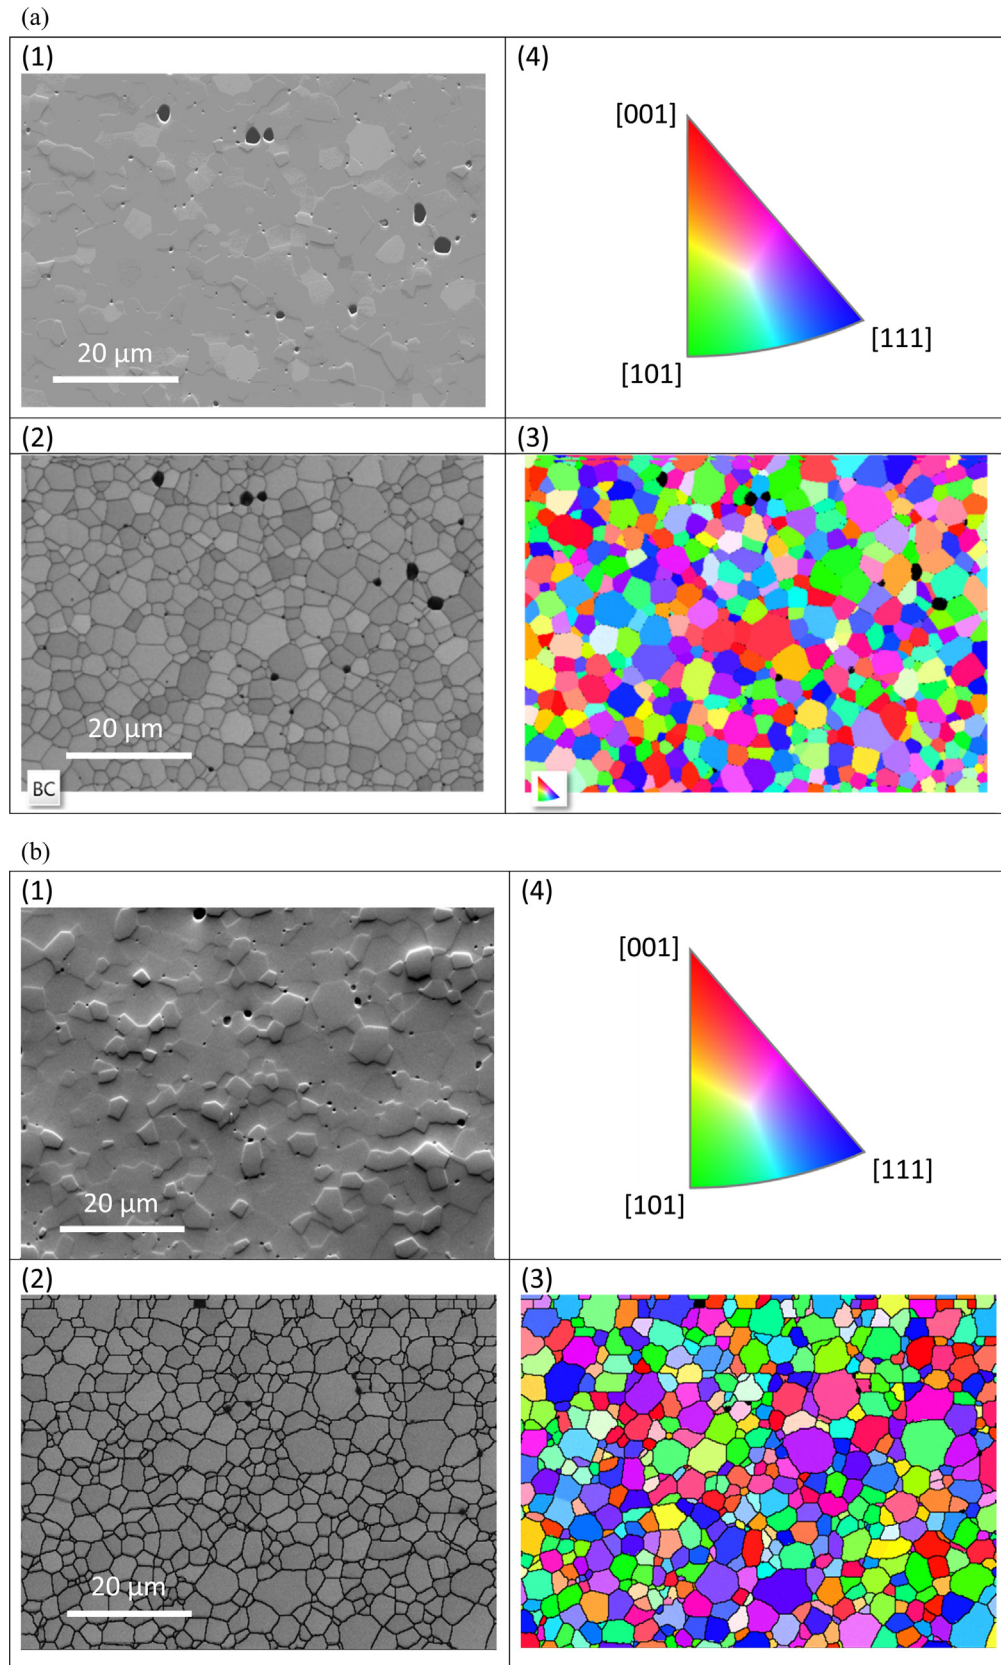 (a)
(1)
20 µm
(4)
[001]
[101]
[111]
(2)
20 µm
BC
(3)
(b)
(1)
20 µm
(4)
[001]
[101]
[111]
(2)
20 µm
(3)